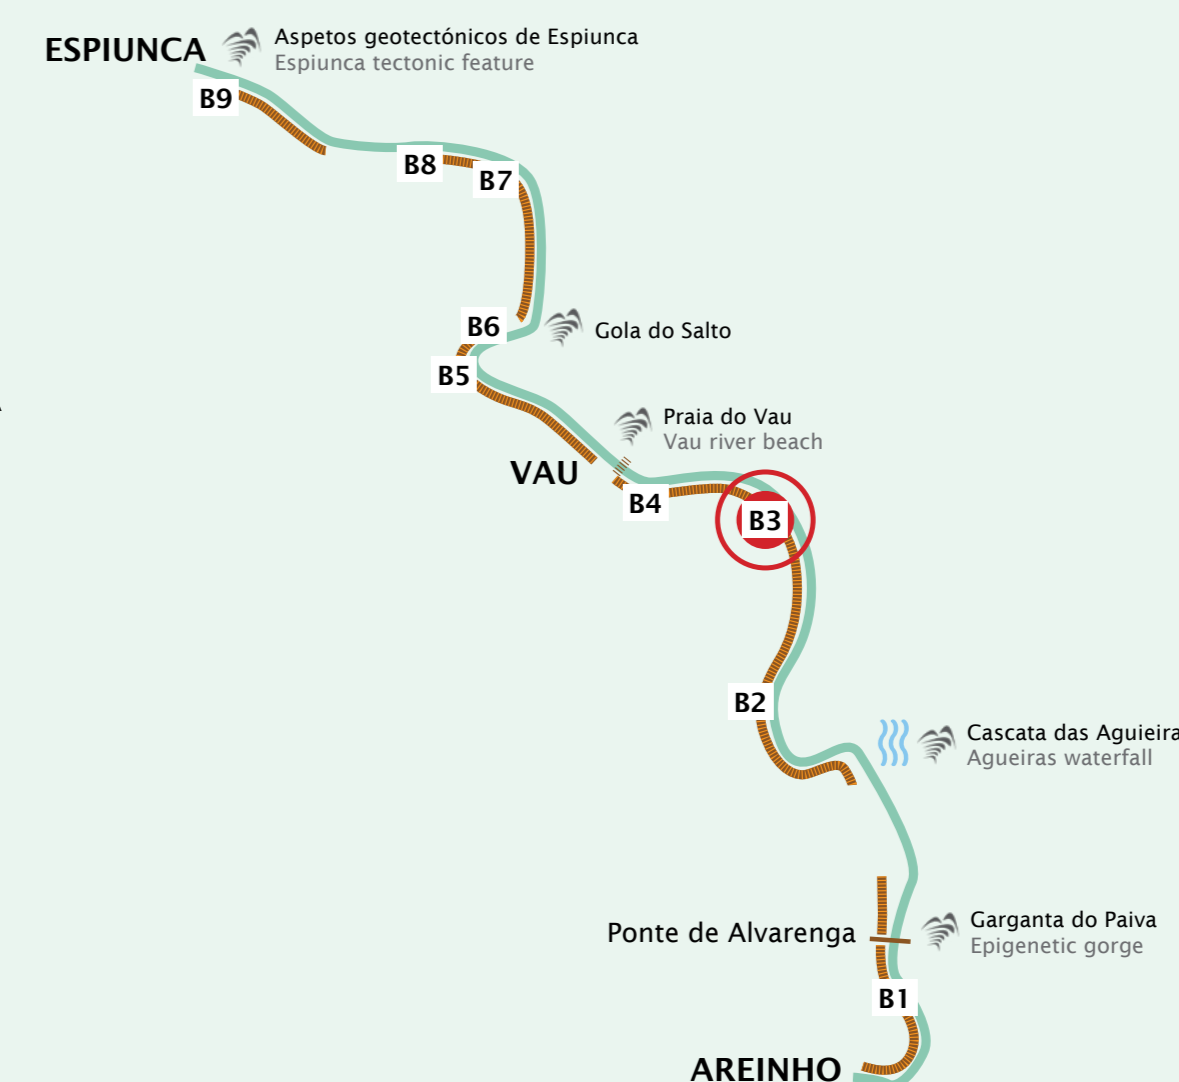 ESPIUNCA
Aspetos geotectónicos de Espiunca
Espiunca tectonic feature
B9
B8
B7
B6
Gola do Salto
B5
Praia do Vau
Vau river beach
VAU
B4
B3
B2
Cascata das Aguieira
Agueiras waterfall
Ponte de Alvarenga
Garganta do Paiva
Epigenetic gorge
B1
AREINHO